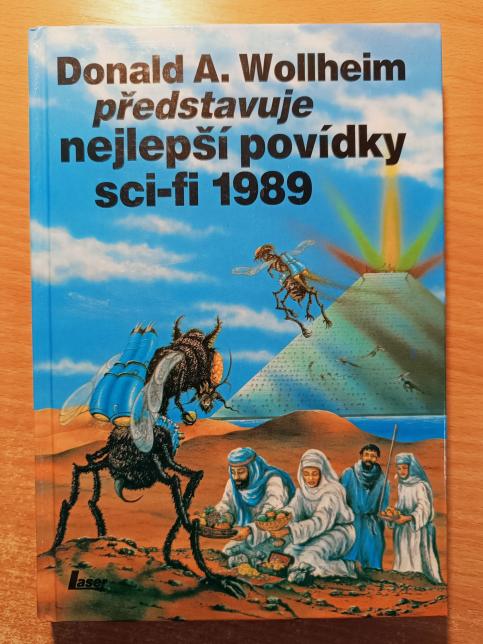 Donald A. Wollheim
představuje
nejlepší povídky
sci-fi 1989
Laser